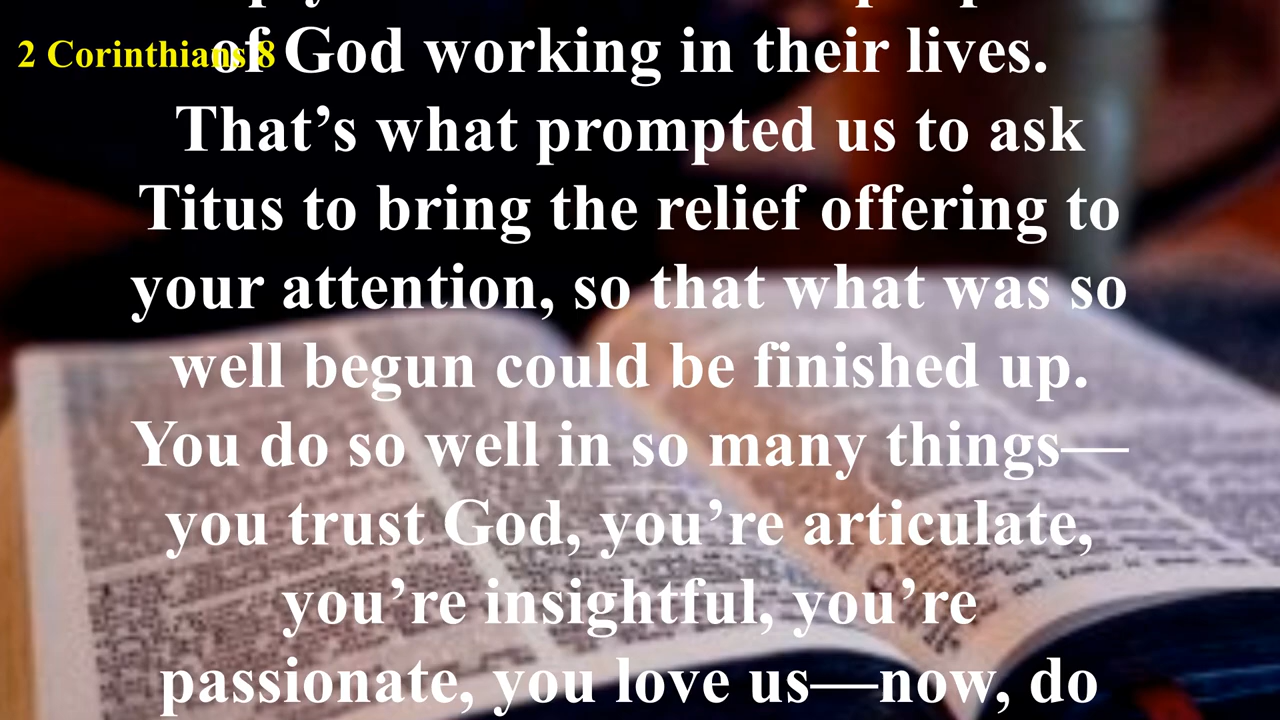 2 Corinthians 8
of God working in their lives.
That’s what prompted us to ask
Titus to bring the relief offering to
your attention, so that what was so
well begun could be finished up.
You do so well in so many things—
you trust God, you’re articulate,
you’re insightful, you’re
passionate, you love us—now, do